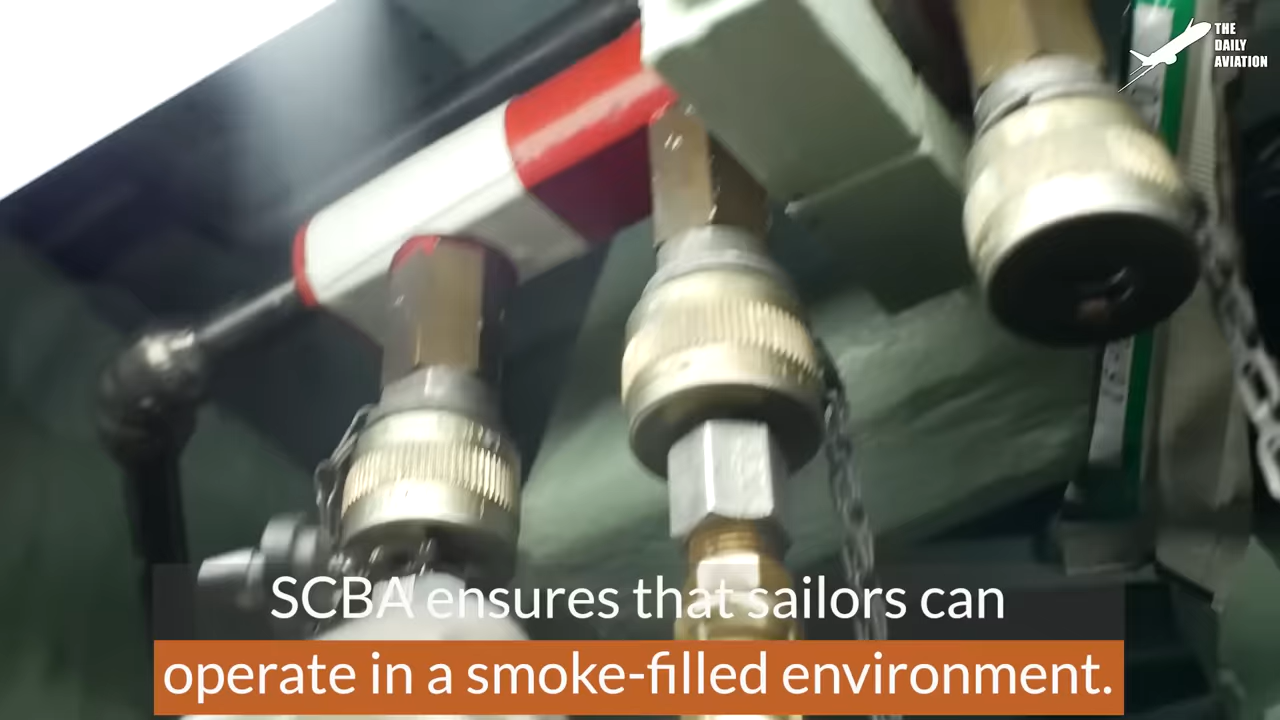 THE
DAILY
AVIATION
SCBA ensures that sailors can
operate in a smoke-filled environment.